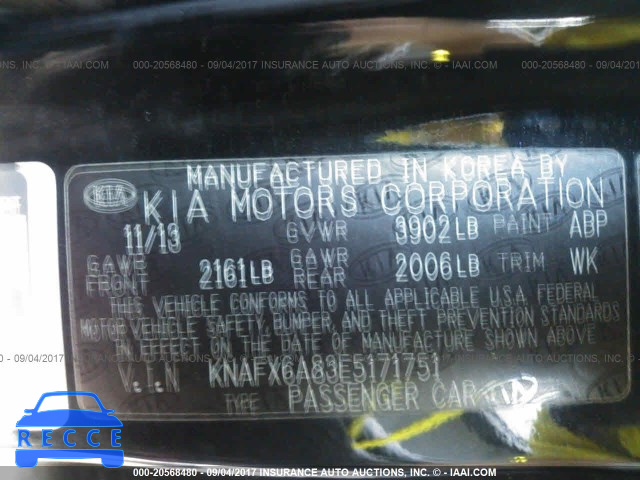 000-20568480 - 09/04/2017 - INSURANCE AUTO AUCTIONS, INC. - © IAAI.COM
MANUFACTURED IN KOREA BY
KIA KIA MOTORS CORPORATION
11/13 GVWR 3902LB PAINT ABP
GAWR FRONT 2161LB GAWR REAR 2006LB TRIM WK
THIS VEHICLE CONFORMS TO ALL APPLICABLE U.S.A. FEDERAL
MOTOR VEHICLE SAFETY, BUMPER, AND THEFT PREVENTION STANDARDS
IN EFFECT ON THE DATE OF MANUFACTURE SHOWN ABOVE
V.I.N KNAFX6A83E5171751
TYPE PASSENGER CAR
RECCE
000-20568480 - 09/04/2017 - INSURANCE AUTO AUCTIONS, INC. - © IAAI.COM